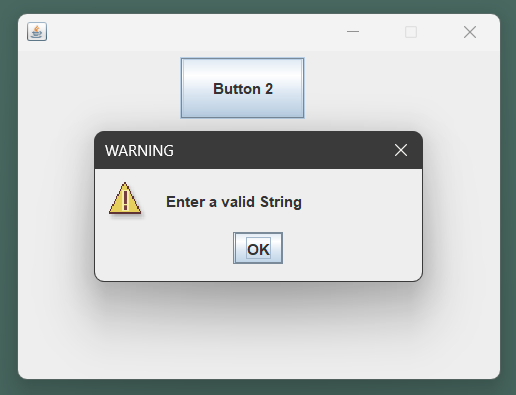 Button 2
WARNING
Enter a valid String
OK